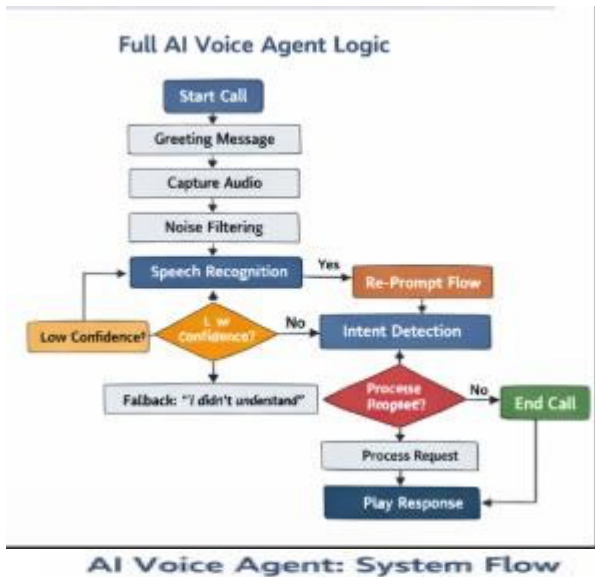 Full AI Voice Agent Logic
Start Call
Greeting Message
Capture Audio
Noise Filtering
Speech Recognition
Yes
Re-Prompt Flow
Low Confidence?
L w
Confidence?
No
Intent Detection
Fallback: "I didn't understand"
Processe
No
End Call
Process Request
Play Response
AI Voice Agent: System Flow